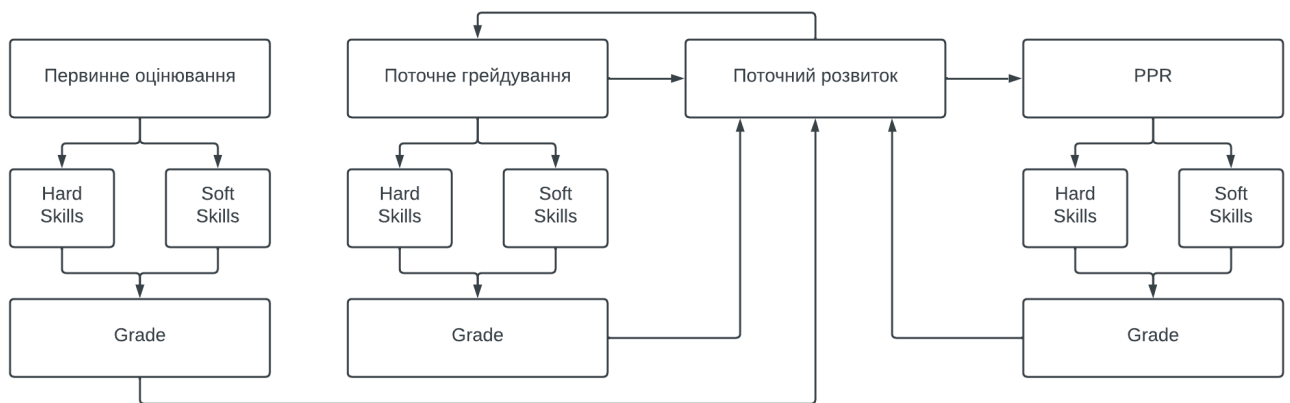 Первинне оцінювання
Поточне грейдування
Поточний розвиток
PPR
Hard
Skills
Soft
Skills
Hard
Skills
Soft
Skills
Hard
Skills
Soft
Skills
Grade
Grade
Grade